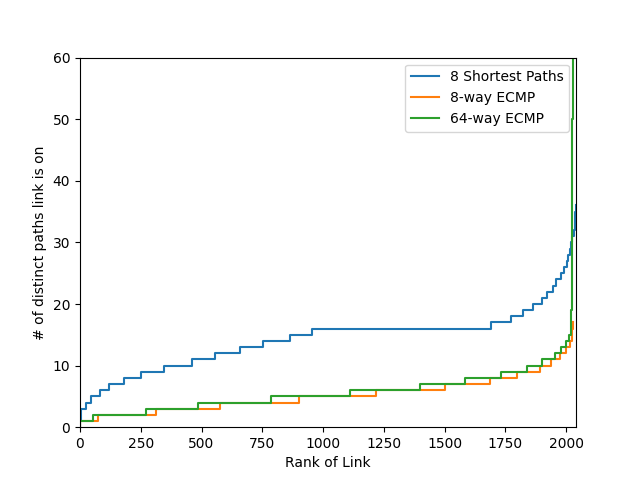 60
50
40
30
20
10
0
# of distinct paths link is on
8 Shortest Paths
8-way ECMP
64-way ECMP
0 250 500 750 1000 1250 1500 1750 2000
Rank of Link